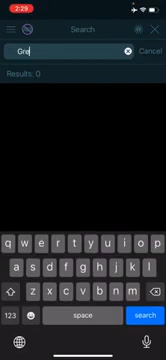 2:29
Search
Gre
Cancel
Results: 0
q w e r t y u i o p
a s d f g h j k l
z x c v b n m
123 space search